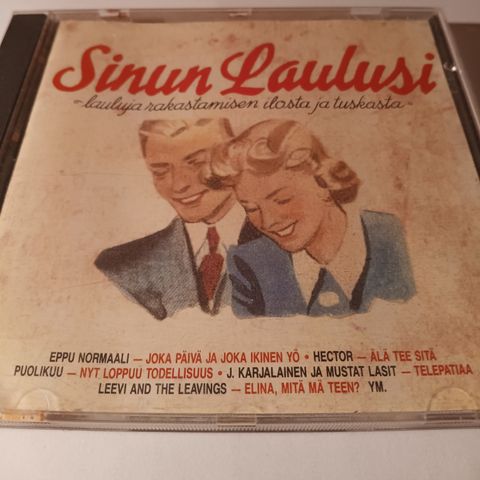 Sinun Laulusi
-lauluja rakastamisen ilosta ja tuskasta-
EPPU NORMAALI – JOKA PÄIVÄ JA JOKA IKINEN YÖ • HECTOR – ÄLÄ TEE SITÄ
PUOLIKUU – NYT LOPPUU TODELLISUUS • J. KARJALAINEN JA MUSTAT LASIT – TELEPATIAA
LEEVI AND THE LEAVINGS – ELINA, MITÄ MÄ TEEN? YM.